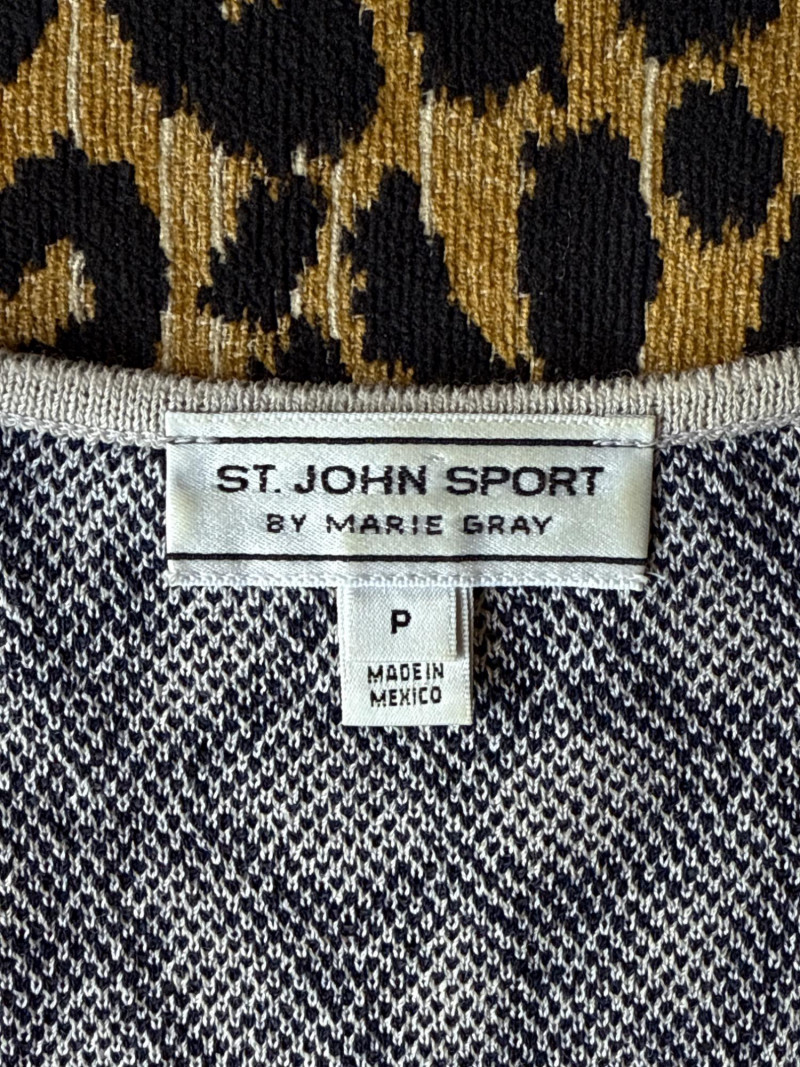 ST. JOHN SPORT
BY MARIE GRAY
P
MADE IN
MEXICO